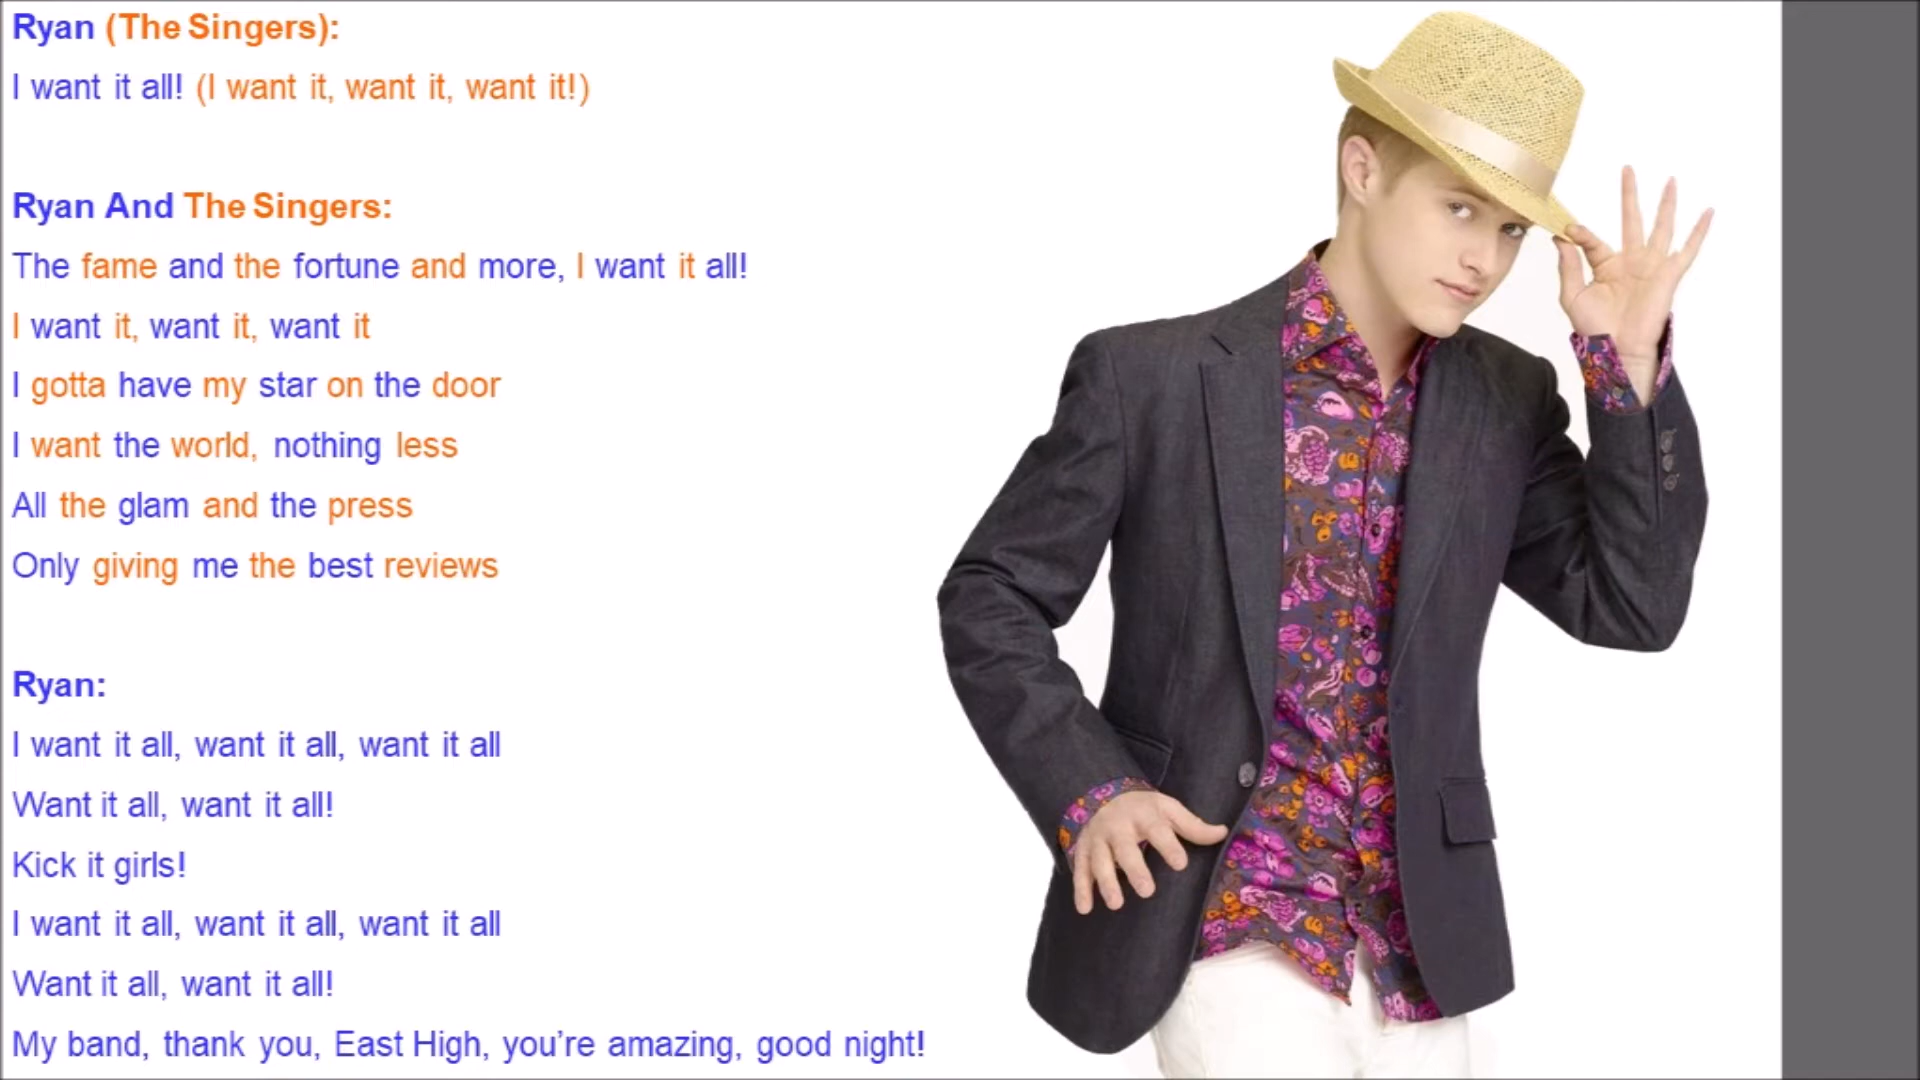 Ryan (The Singers):
I want it all! (I want it, want it, want it!)
Ryan And The Singers:
The fame and the fortune and more, I want it all!
I want it, want it, want it
I gotta have my star on the door
I want the world, nothing less
All the glam and the press
Only giving me the best reviews
Ryan:
I want it all, want it all, want it all
Want it all, want it all!
Kick it girls!
I want it all, want it all, want it all
Want it all, want it all!
My band, thank you, East High, you’re amazing, good night!